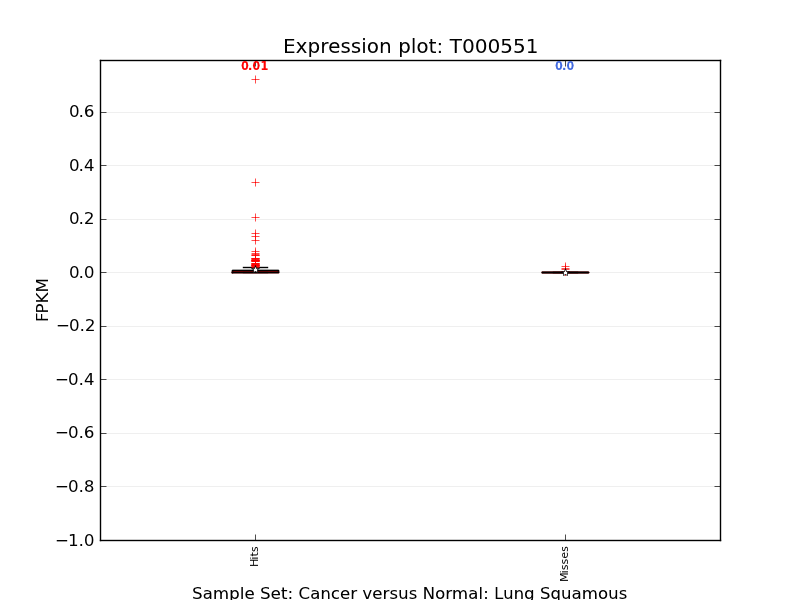 Expression plot: T000551
0.01
0.0
0.6
0.4
0.2
0.0
−0.2
−0.4
−0.6
−0.8
−1.0
FPKM
Hits
Misses
Sample Set: Cancer versus Normal: Lung Squamous